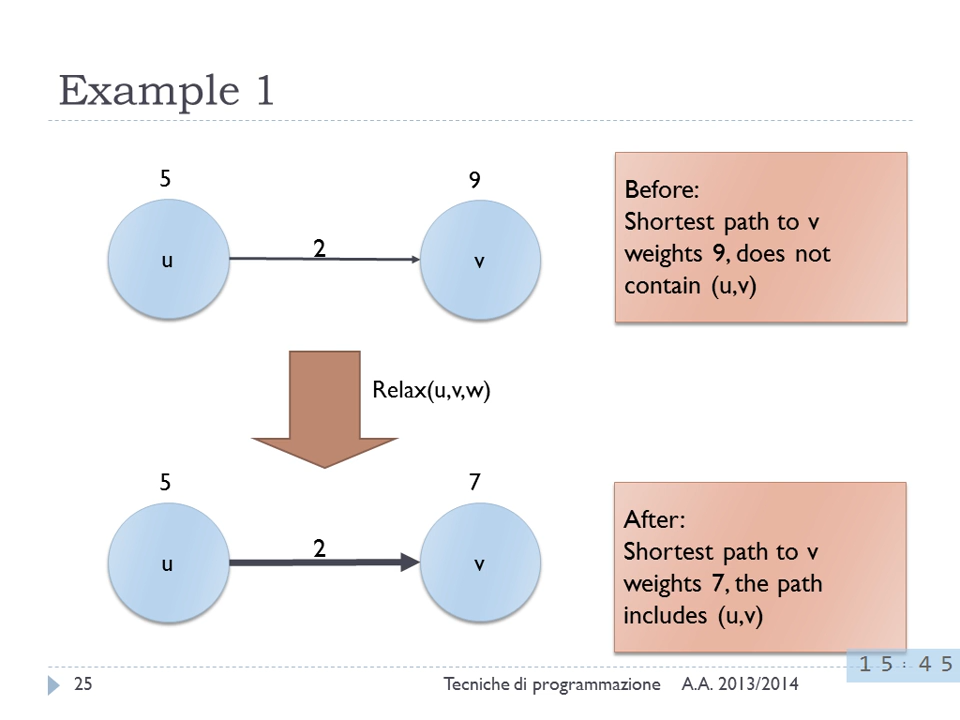 Example 1
5
9
u
2
v
Before:
Shortest path to v
weights 9, does not
contain (u,v)
Relax(u,v,w)
5
7
u
2
v
After:
Shortest path to v
weights 7, the path
includes (u,v)
15:45
25
Tecniche di programmazione A.A. 2013/2014